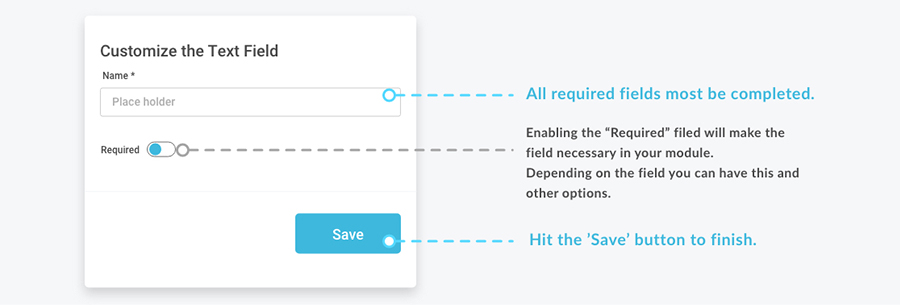 Customize the Text Field
Name *
Place holder
All required fields most be completed.
Required
Enabling the “Required” filed will make the
field necessary in your module.
Depending on the field you can have this and
other options.
Save
Hit the ’Save’ button to finish.